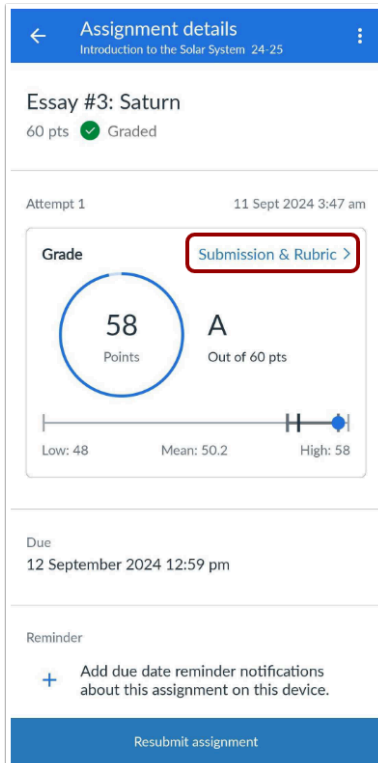 Assignment details
Introduction to the Solar System 24-25
Essay #3: Saturn
60 pts Graded
Attempt 1 11 Sept 2024 3:47 am
Grade Submission & Rubric >
58 A
Points Out of 60 pts
Low: 48 Mean: 50.2 High: 58
Due
12 September 2024 12:59 pm
Reminder
Add due date reminder notifications
about this assignment on this device.
Resubmit assignment